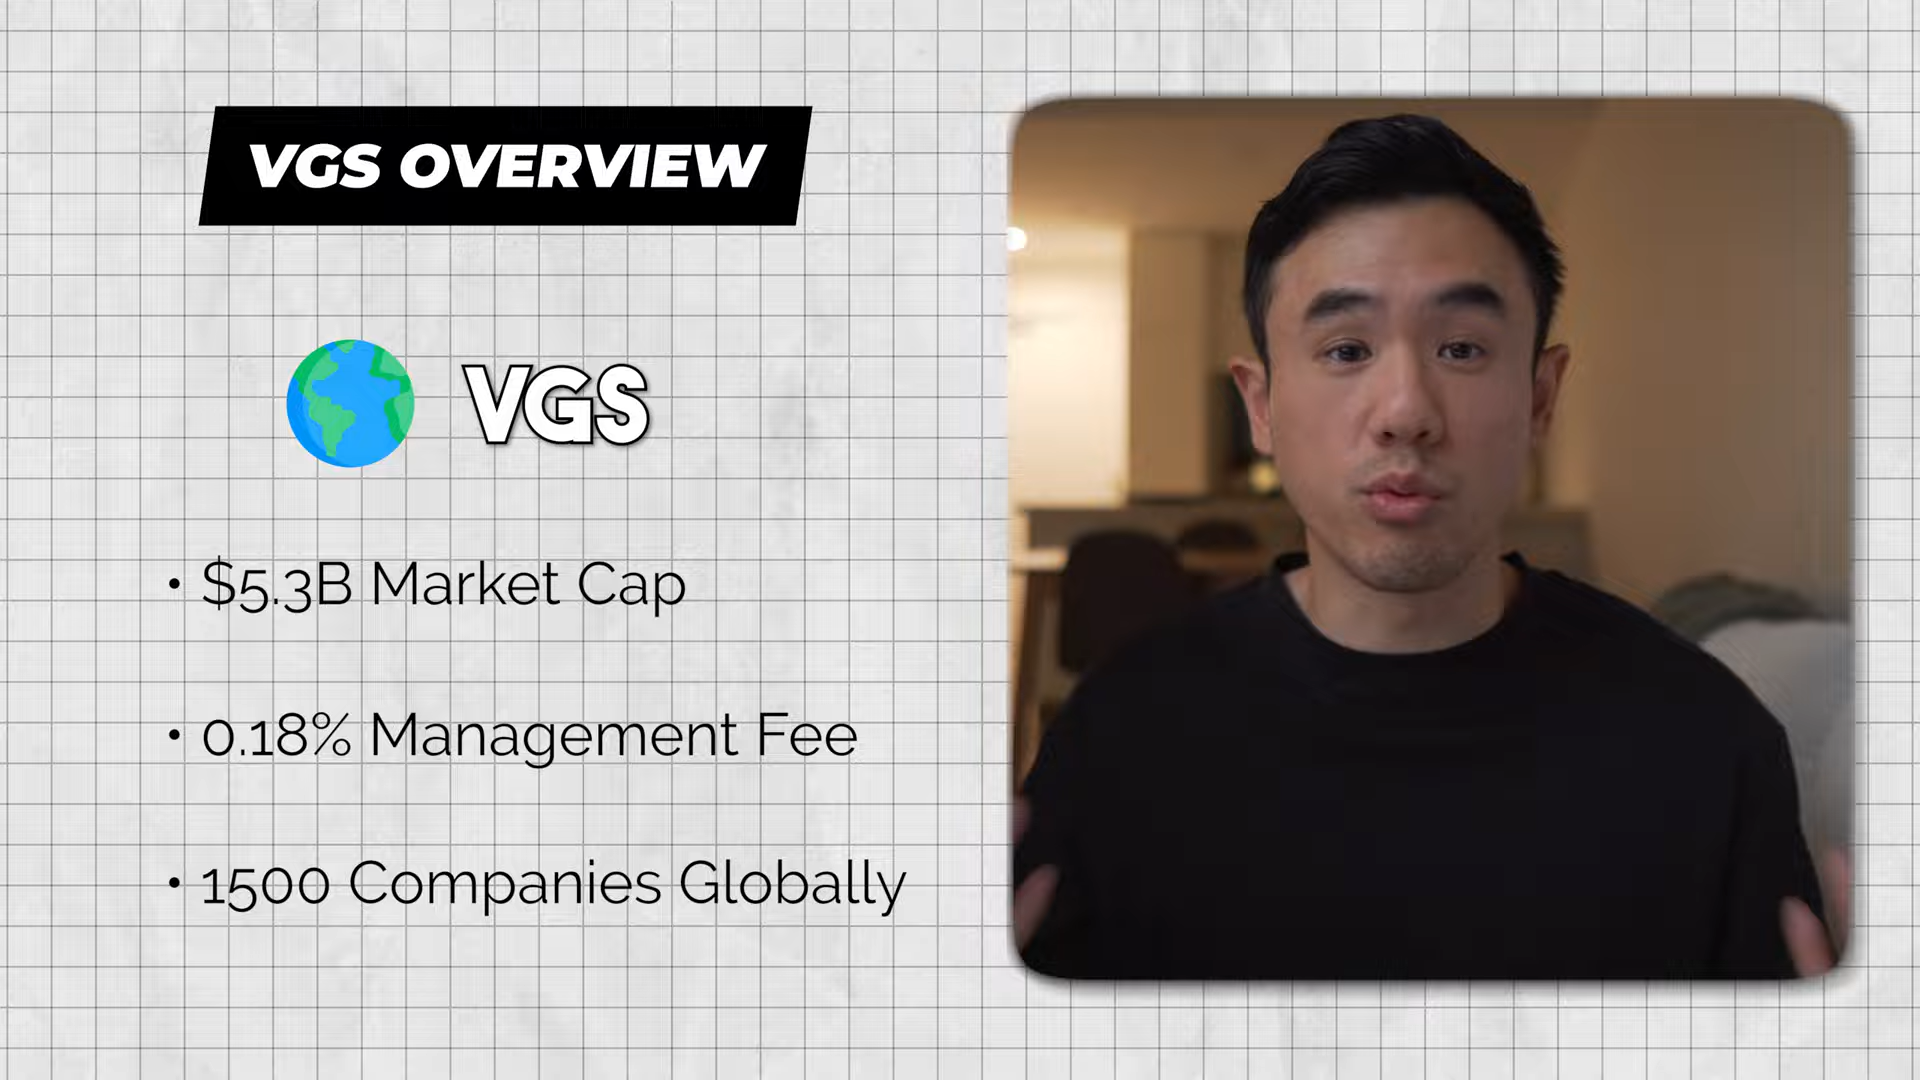 VGS OVERVIEW
VGS
• $5.3B Market Cap
• 0.18% Management Fee
• 1500 Companies Globally